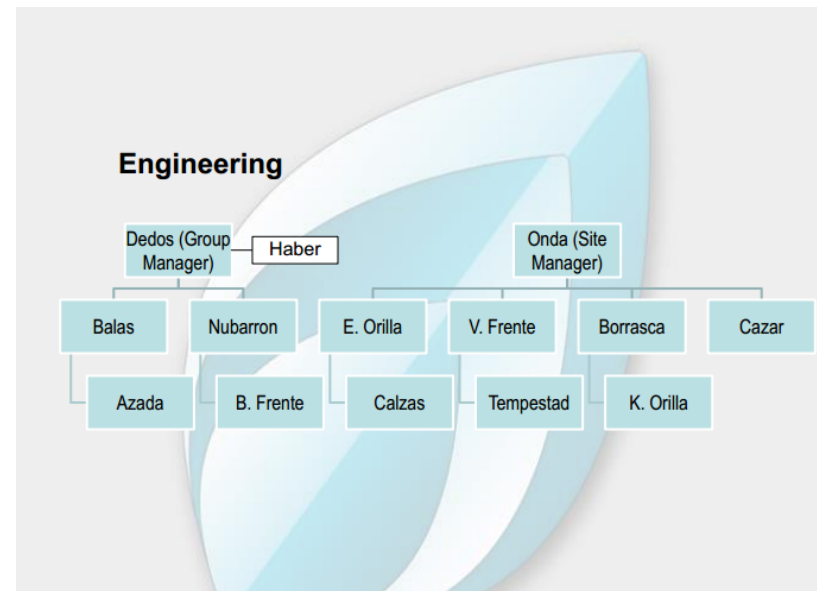 Engineering
Dedos (Group
Manager)
Haber
Onda (Site
Manager)
Balas
Nubarron
E. Orilla
V. Frente
Borrasca
Cazar
Azada
B. Frente
Calzas
Tempestad
K. Orilla